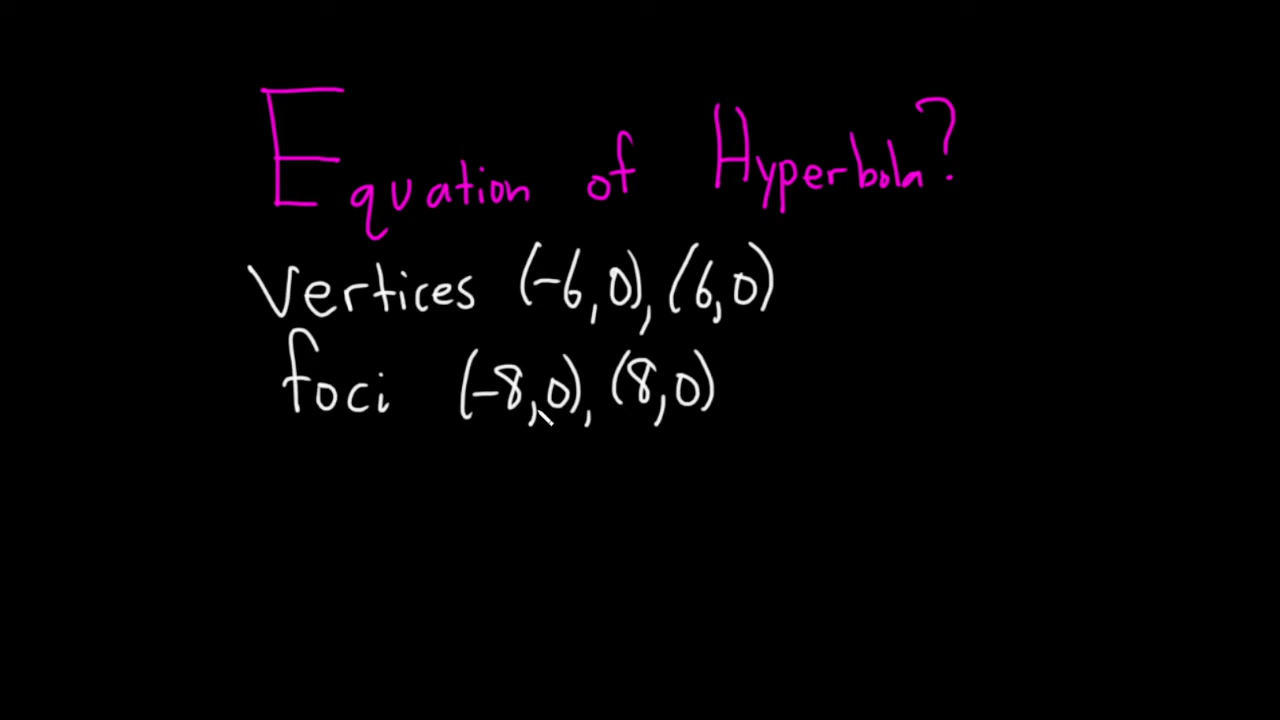 Equation of Hyperbola?
Vertices (-6,0), (6,0)
foci (-8,0), (8,0)